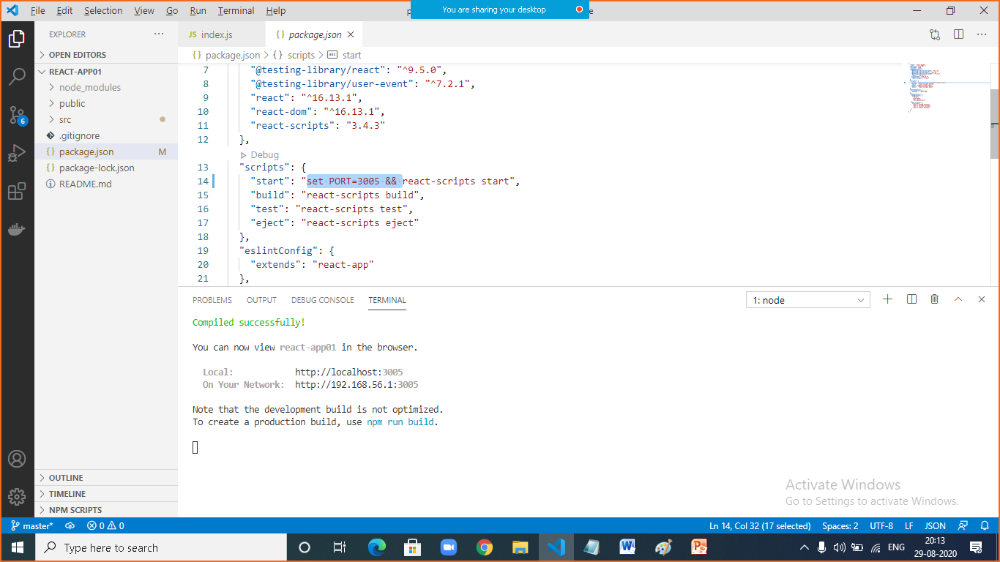 File Edit Selection View Go Run Terminal Help
You are sharing your desktop
EXPLORER
OPEN EDITORS
REACT-APP01
node_modules
public
src
.gitignore
package.json M
package-lock.json
README.md
OUTLINE
TIMELINE
NPM SCRIPTS
6
JS index.js {} package.json
{} package.json > {} scripts > abc start
7 "@testing-library/react": "^9.5.0",
8 "@testing-library/user-event": "^7.2.1",
9 "react": "^16.13.1",
10 "react-dom": "^16.13.1",
11 "react-scripts": "3.4.3"
12 },
Debug
13 "scripts": {
14 "start": "set PORT=3005 && react-scripts start",
15 "build": "react-scripts build",
16 "test": "react-scripts test",
17 "eject": "react-scripts eject"
18 },
19 "eslintConfig": {
20 "extends": "react-app"
21 },
PROBLEMS OUTPUT DEBUG CONSOLE TERMINAL
1: node
Compiled successfully!
You can now view react-app01 in the browser.
Local: http://localhost:3005
On Your Network: http://192.168.56.1:3005
Note that the development build is not optimized.
To create a production build, use npm run build.
Activate Windows
Go to Settings to activate Windows.
master* 0 0 Ln 14, Col 32 (17 selected) Spaces: 2 UTF-8 LF JSON
Type here to search
ENG
20:13
29-08-2020